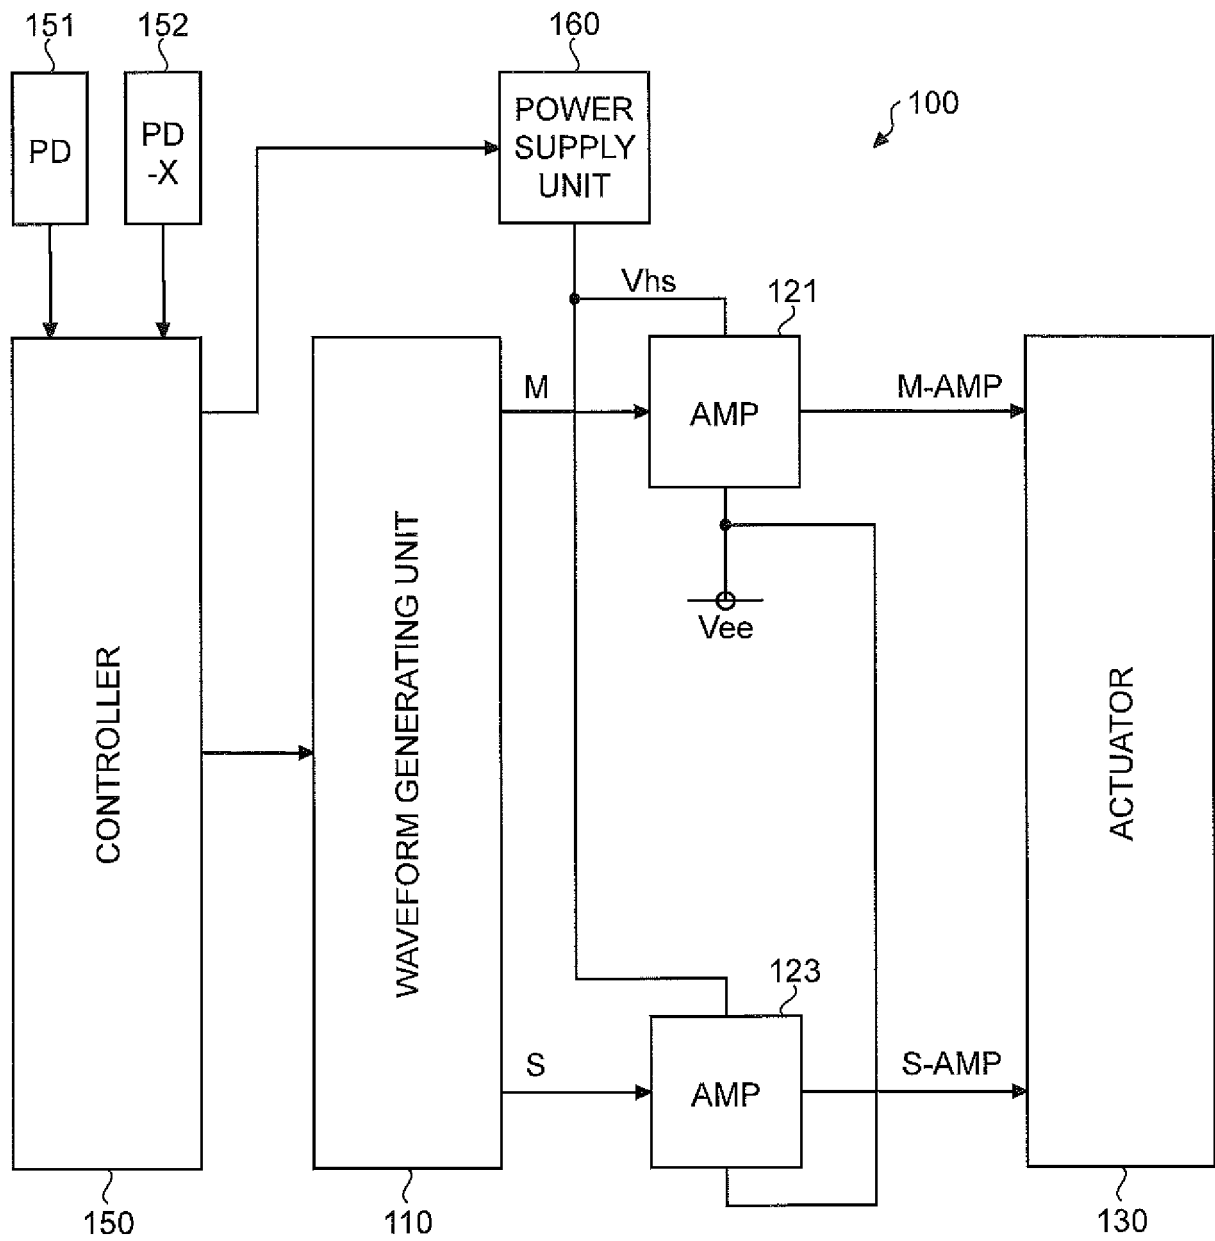 151
152
160
100
PD
PD
-X
POWER
SUPPLY
UNIT
Vhs
121
M
AMP
M-AMP
Vee
CONTROLLER
WAVEFORM GENERATING UNIT
ACTUATOR
123
S
AMP
S-AMP
150
110
130